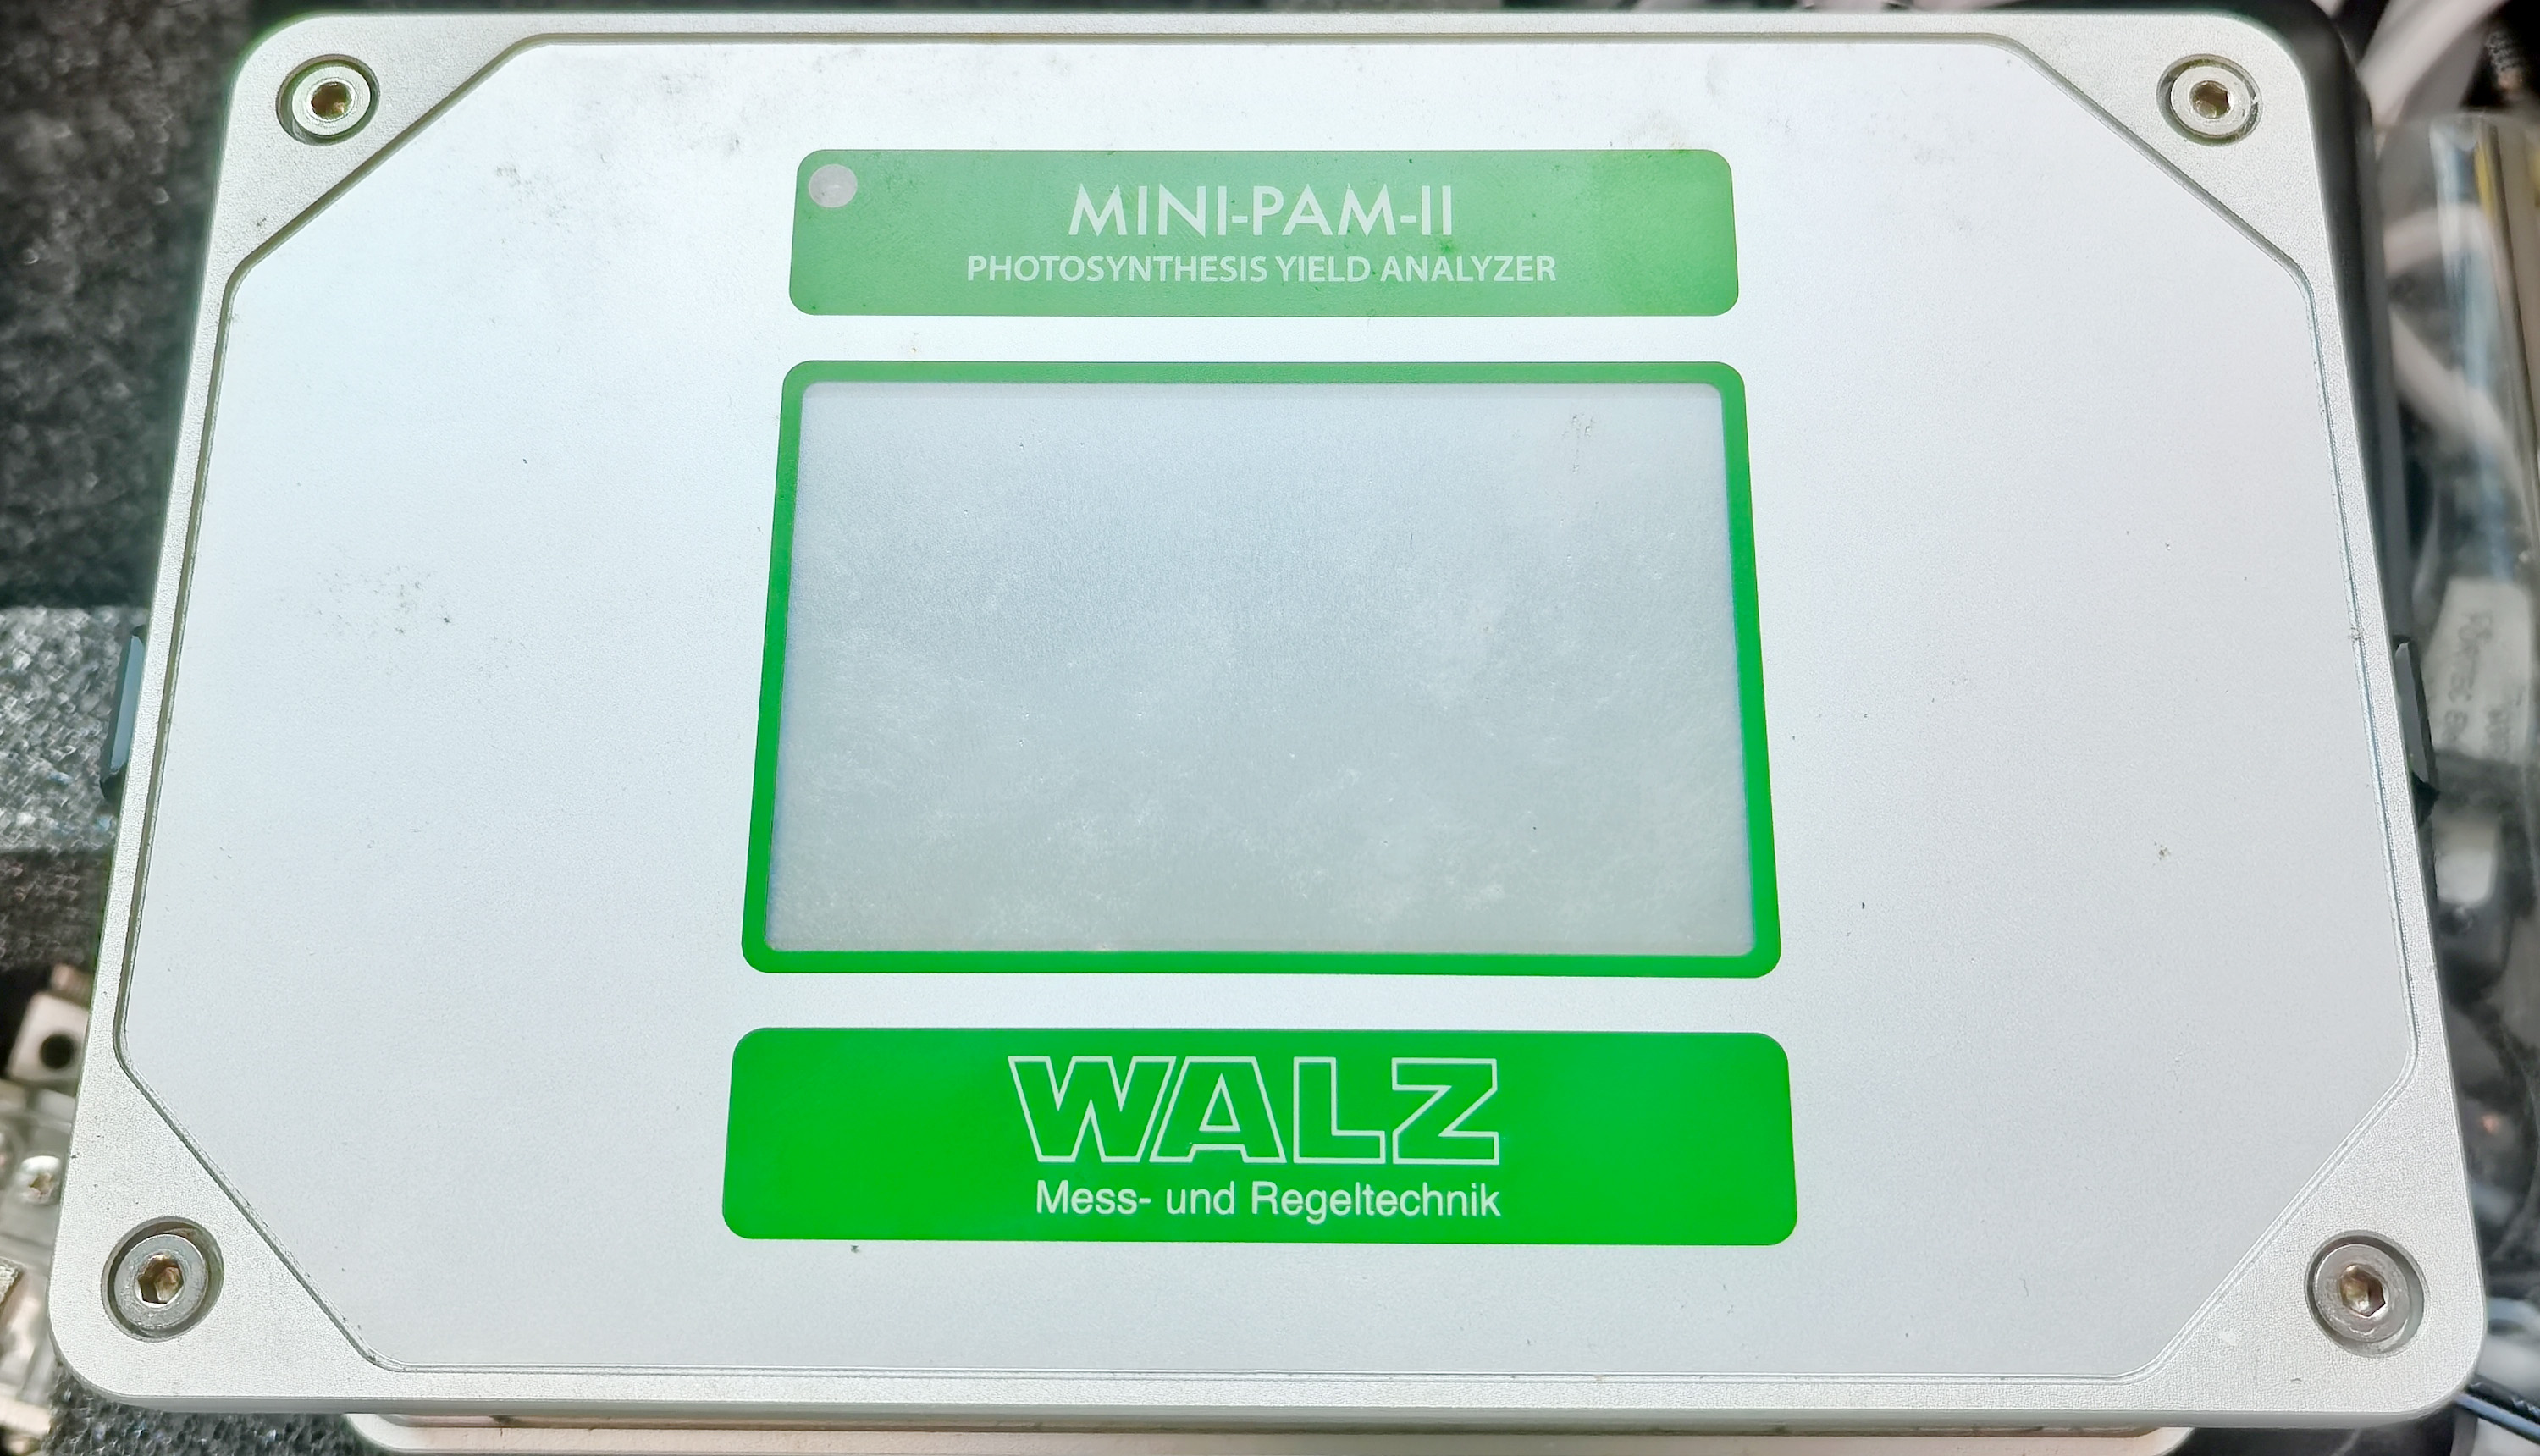 MINI-PAM-II
PHOTOSYNTHESIS YIELD ANALYZER
WALZ
Mess- und Regeltechnik